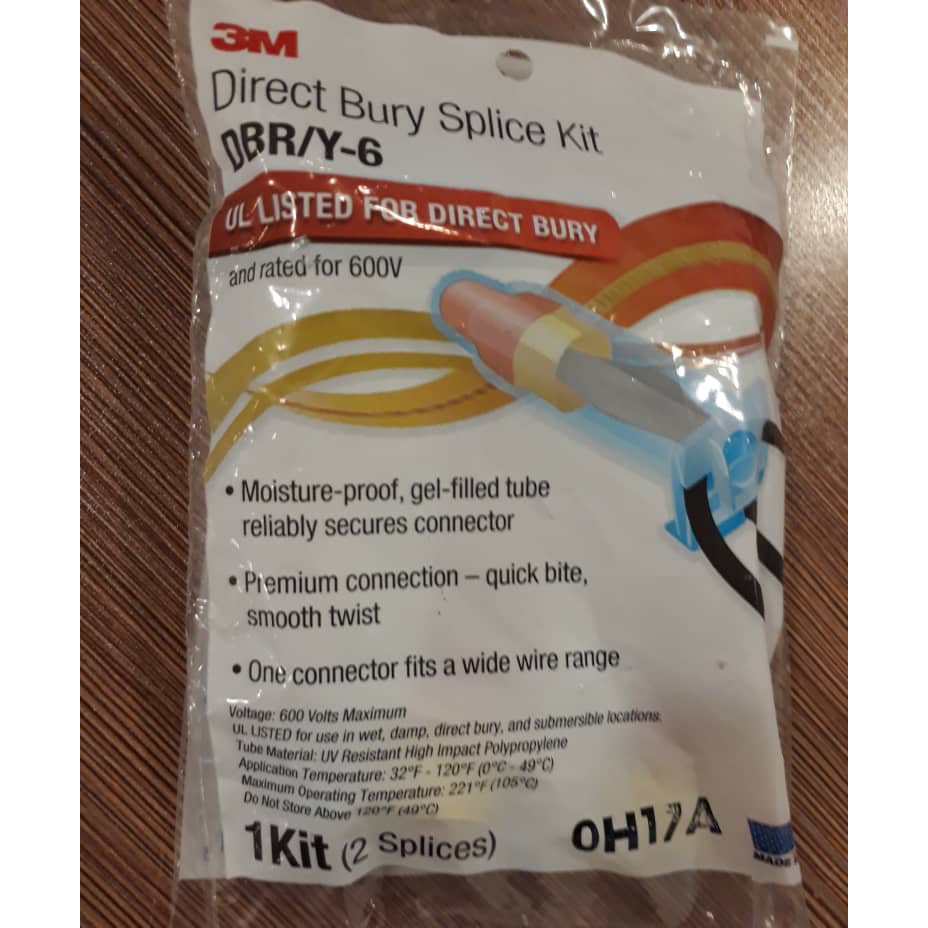 3M
Direct Bury Splice Kit
DBR/Y-6
UL LISTED FOR DIRECT BURY
and rated for 600V
• Moisture-proof, gel-filled tube
reliably secures connector
• Premium connection – quick bite,
smooth twist
• One connector fits a wide wire range
Voltage: 600 Volts Maximum
UL LISTED for use in wet, damp, direct bury, and submersible locations.
Tube Material: UV Resistant High Impact Polypropylene
Application Temperature: 32°F - 120°F (0°C - 49°C)
Maximum Operating Temperature: 221°F (105°C)
Do Not Store Above 120°F (49°C)
1Kit (2 Splices)
0H17A
MADE